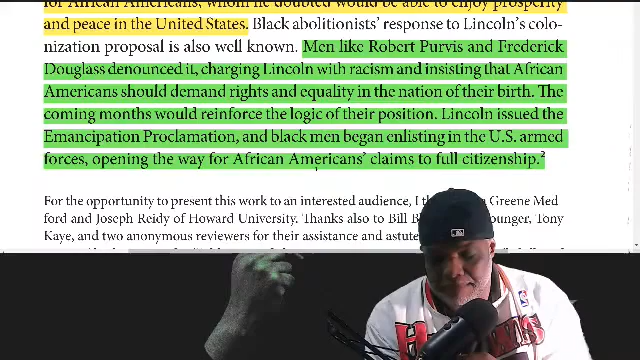 for African Americans, whom he doubted would be able to enjoy prosperity
and peace in the United States. Black abolitionists' response to Lincoln's colo-
nization proposal is also well known. Men like Robert Purvis and Frederick
Douglass denounced it, charging Lincoln with racism and insisting that African
Americans should demand rights and equality in the nation of their birth. The
coming months would reinforce the logic of their position. Lincoln issued the
Emancipation Proclamation, and black men began enlisting in the U.S. armed
forces, opening the way for African Americans' claims to full citizenship.²
For the opportunity to present this work to an interested audience, I Greene Med
ford and Joseph Reidy of Howard University. Thanks also to Bill ounger, Tony
Kaye, and two anonymous reviewers for their assistance and astute